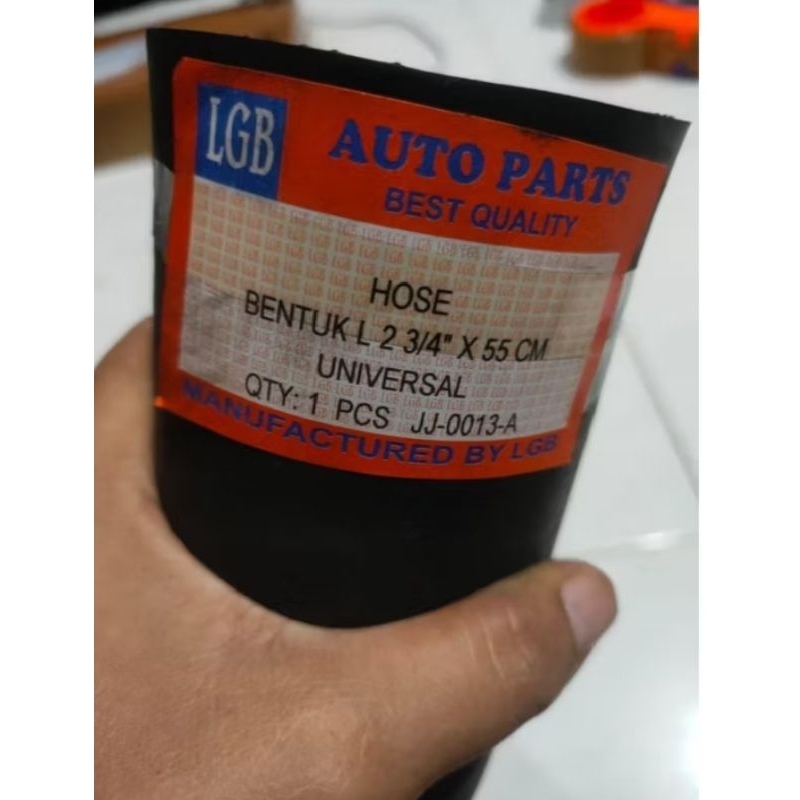 LGB
AUTO PARTS
BEST QUALITY
HOSE
BENTUK L 2 3/4" X 55 CM
UNIVERSAL
QTY: 1 PCS JJ-0013-A
MANUFACTURED BY LGB